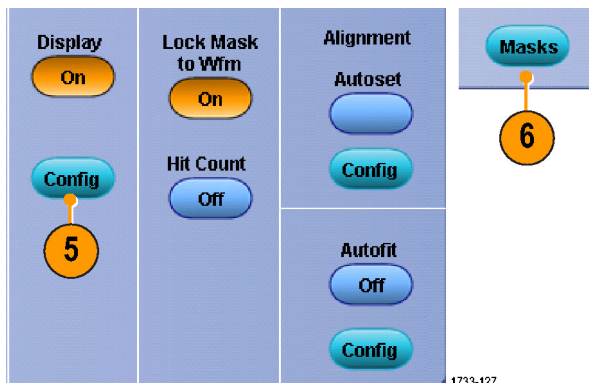 Display
On
Config
5
Lock Mask
to Wfm
On
Hit Count
Off
Alignment
Autoset
Config
Autofit
Off
Config
Masks
6
1733-127